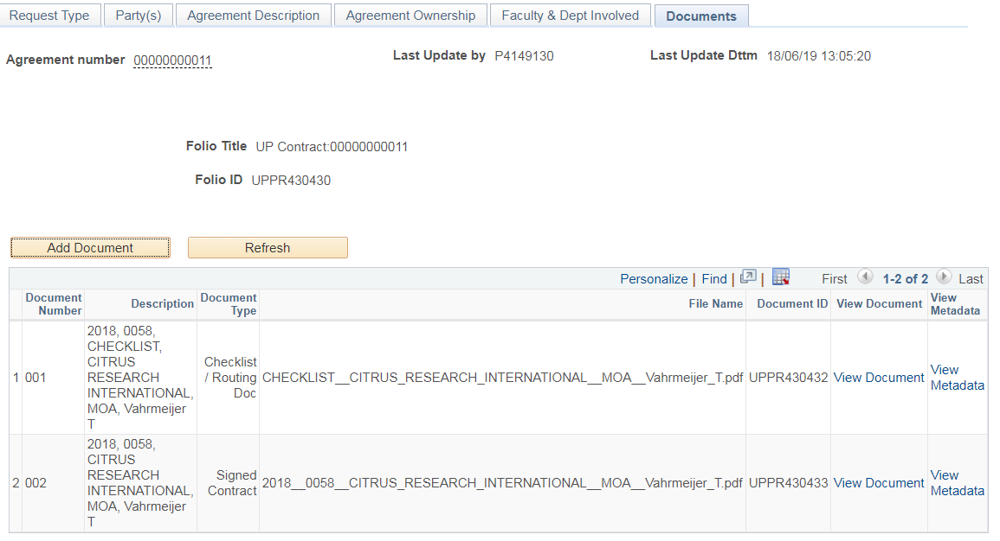 Request Type Party(s) Agreement Description Agreement Ownership Faculty & Dept Involved Documents
Agreement number 00000000011 Last Update by P4149130 Last Update Dttm 18/06/19 13:05:20
Folio Title UP Contract:00000000011
Folio ID UPPR430430
Add Document Refresh
Personalize | Find | | First 1-2 of 2 Last
Document Number Description Document Type File Name Document ID View Document View Metadata
1 001
2018, 0058,
CHECKLIST,
CITRUS
RESEARCH
INTERNATIONAL,
MOA, Vahrmeijer
T
Checklist
/ Routing
Doc
CHECKLIST__CITRUS_RESEARCH_INTERNATIONAL__MOA__Vahrmeijer_T.pdf UPPR430432 View Document
View
Metadata
2 002
2018, 0058,
CITRUS
RESEARCH
INTERNATIONAL,
MOA, Vahrmeijer
T
Signed
Contract
2018__0058__CITRUS_RESEARCH_INTERNATIONAL__MOA__Vahrmeijer_T.pdf UPPR430433 View Document
View
Metadata